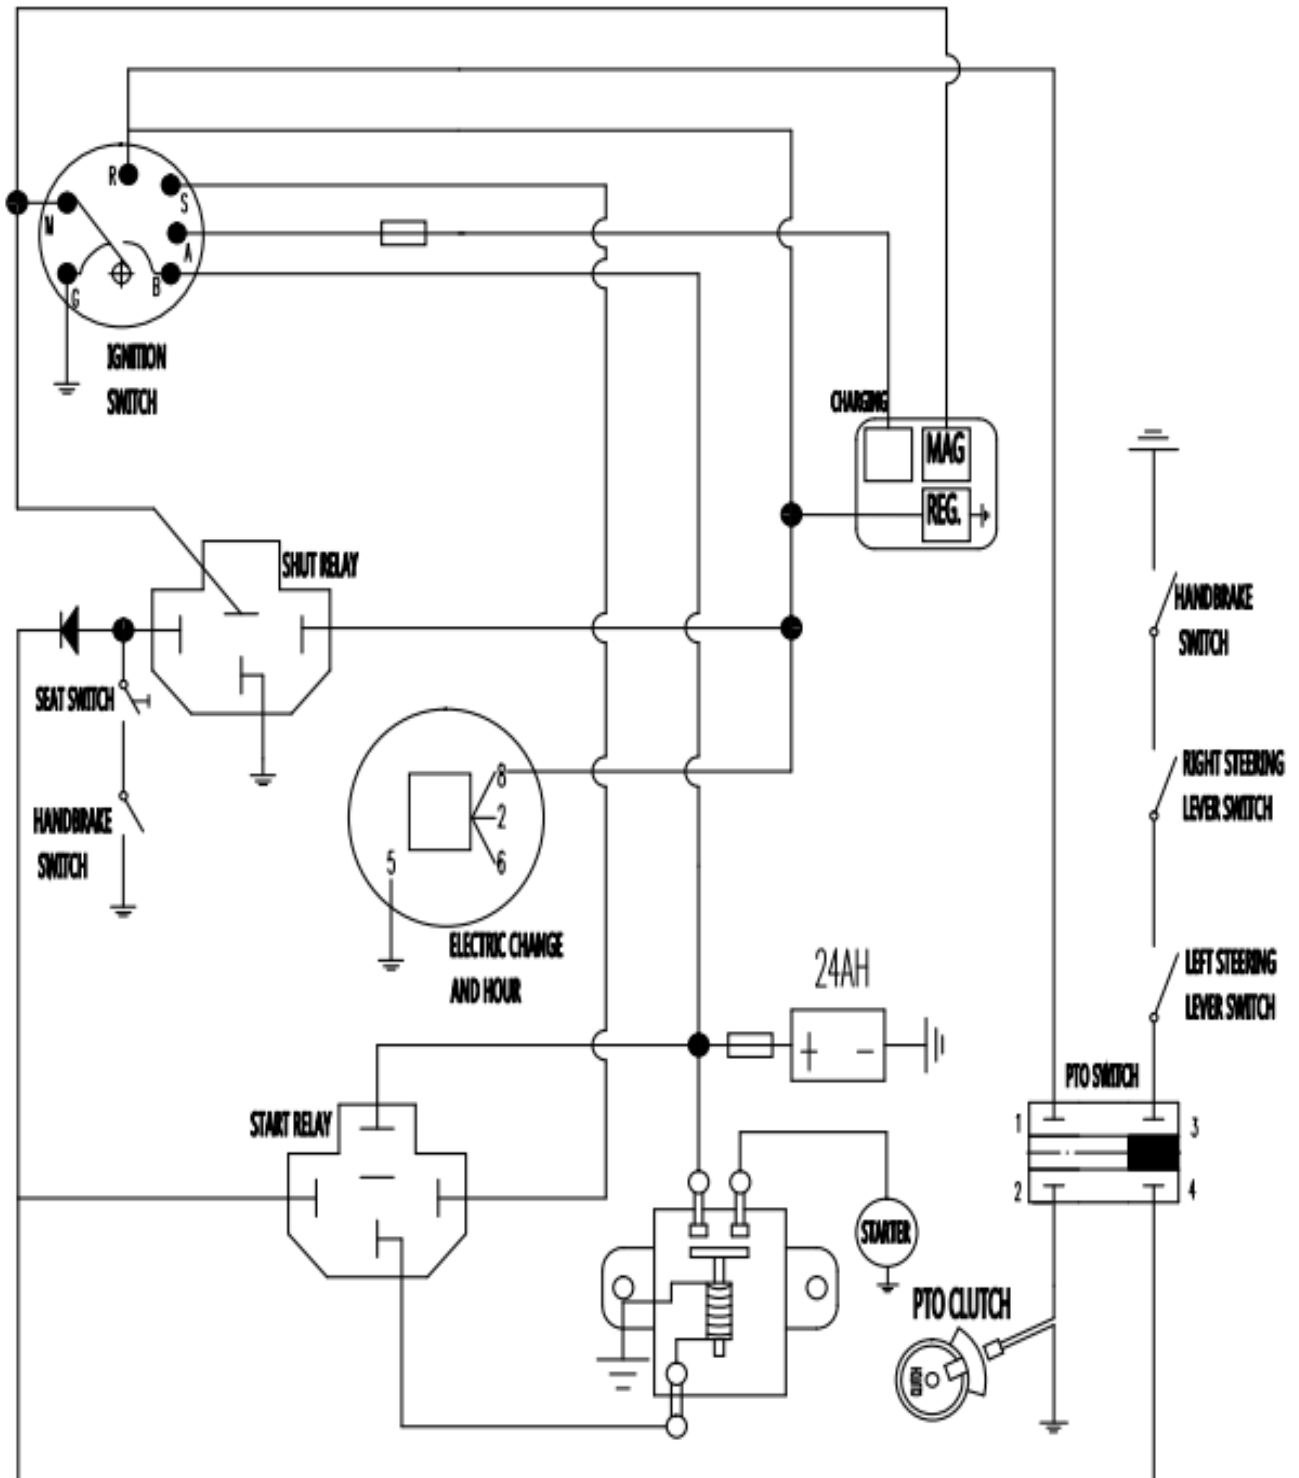 R
S
M
A
G
B
IGNITION
SWITCH
CHARGING
MAG
REG.
SHUT RELAY
HANDBRAKE
SWITCH
SEAT SWITCH
HANDBRAKE
SWITCH
8
2
6
5
RIGHT STEERING
LEVER SWITCH
ELECTRIC CHANGE
AND HOUR
24AH
+ -
LEFT STEERING
LEVER SWITCH
PTO SWITCH
START RELAY
1
3
2
4
STARTER
PTO CLUTCH